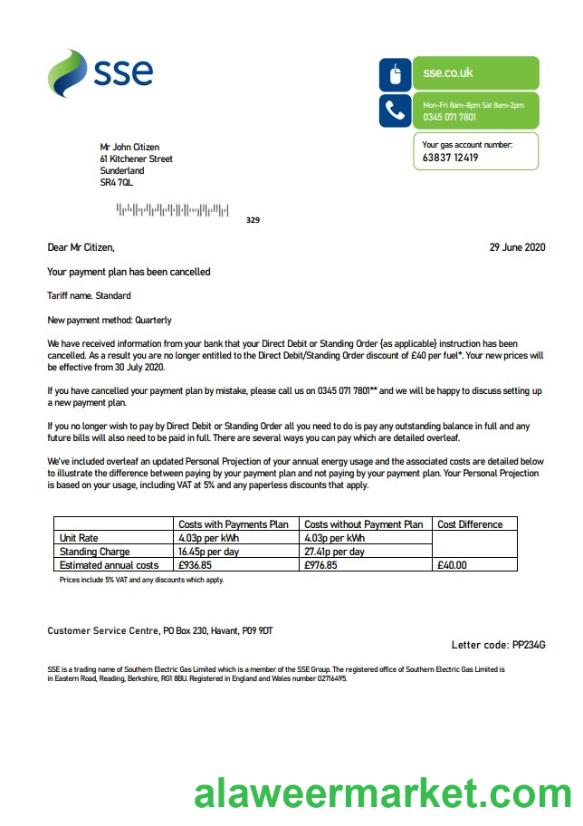 sse
sse.co.uk
Mon-Fri 8am-8pm Sat 8am-2pm
0345 071 7801
Your gas account number:
63837 12419
Mr John Citizen
61 Kitchener Street
Sunderland
SR4 7QL
329
Dear Mr Citizen,
29 June 2020
Your payment plan has been cancelled
Tariff name. Standard
New payment method: Quarterly
We have received information from your bank that your Direct Debit or Standing Order {as applicable} instruction has been
cancelled. As a result you are no longer entitled to the Direct Debit/Standing Order discount of £40 per fuel*. Your new prices will
be effective from 30 July 2020.
If you have cancelled your payment plan by mistake, please call us on 0345 071 7801** and we will be happy to discuss setting up
a new payment plan.
If you no longer wish to pay by Direct Debit or Standing Order all you need to do is pay any outstanding balance in full and any
future bills will also need to be paid in full. There are several ways you can pay which are detailed overleaf.
We've included overleaf an updated Personal Projection of your annual energy usage and the associated costs are detailed below
to illustrate the difference between paying by your payment plan and not paying by your payment plan. Your Personal Projection
is based on your usage, including VAT at 5% and any paperless discounts that apply.
Costs with Payments Plan Costs without Payment Plan Cost Difference
Unit Rate 4.03p per kWh 4.03p per kWh
Standing Charge 16.45p per day 27.41p per day
Estimated annual costs £936.85 £976.85 £40.00
Prices include 5% VAT and any discounts which apply.
Customer Service Centre, PO Box 230, Havant, P09 9DT
Letter code: PP234G
SSE is a trading name of Southern Electric Gas Limited which is a member of the SSE Group. The registered office of Southern Electric Gas Limited is
in Eastern Road, Reading, Berkshire, RG1 8BU. Registered in England and Wales number 02716495.
alaweermarket.com